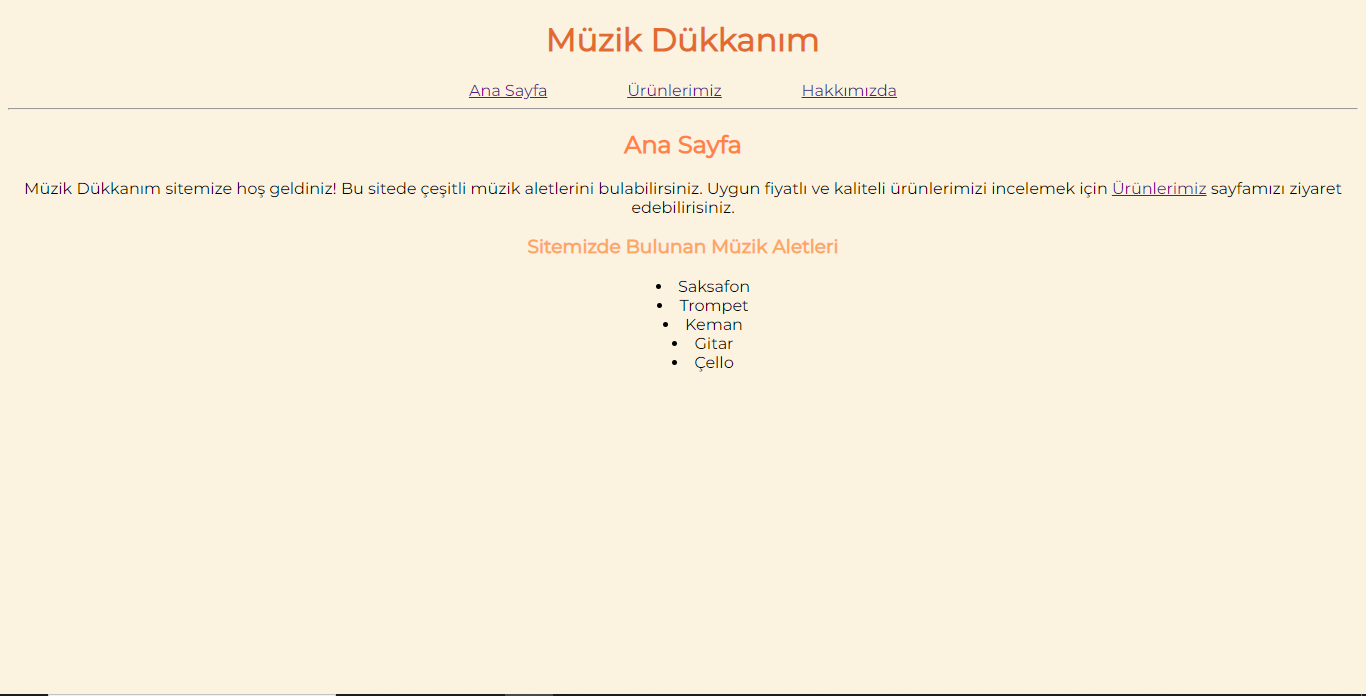 Müzik Dükkanım
Ana Sayfa Ürünlerimiz Hakkımızda
Ana Sayfa
Müzik Dükkanım sitemize hoş geldiniz! Bu sitede çeşitli müzik aletlerini bulabilirsiniz. Uygun fiyatlı ve kaliteli ürünlerimizi incelemek için Ürünlerimiz sayfamızı ziyaret
edebilirisiniz.
Sitemizde Bulunan Müzik Aletleri
• Saksafon
• Trompet
• Keman
• Gitar
• Çello